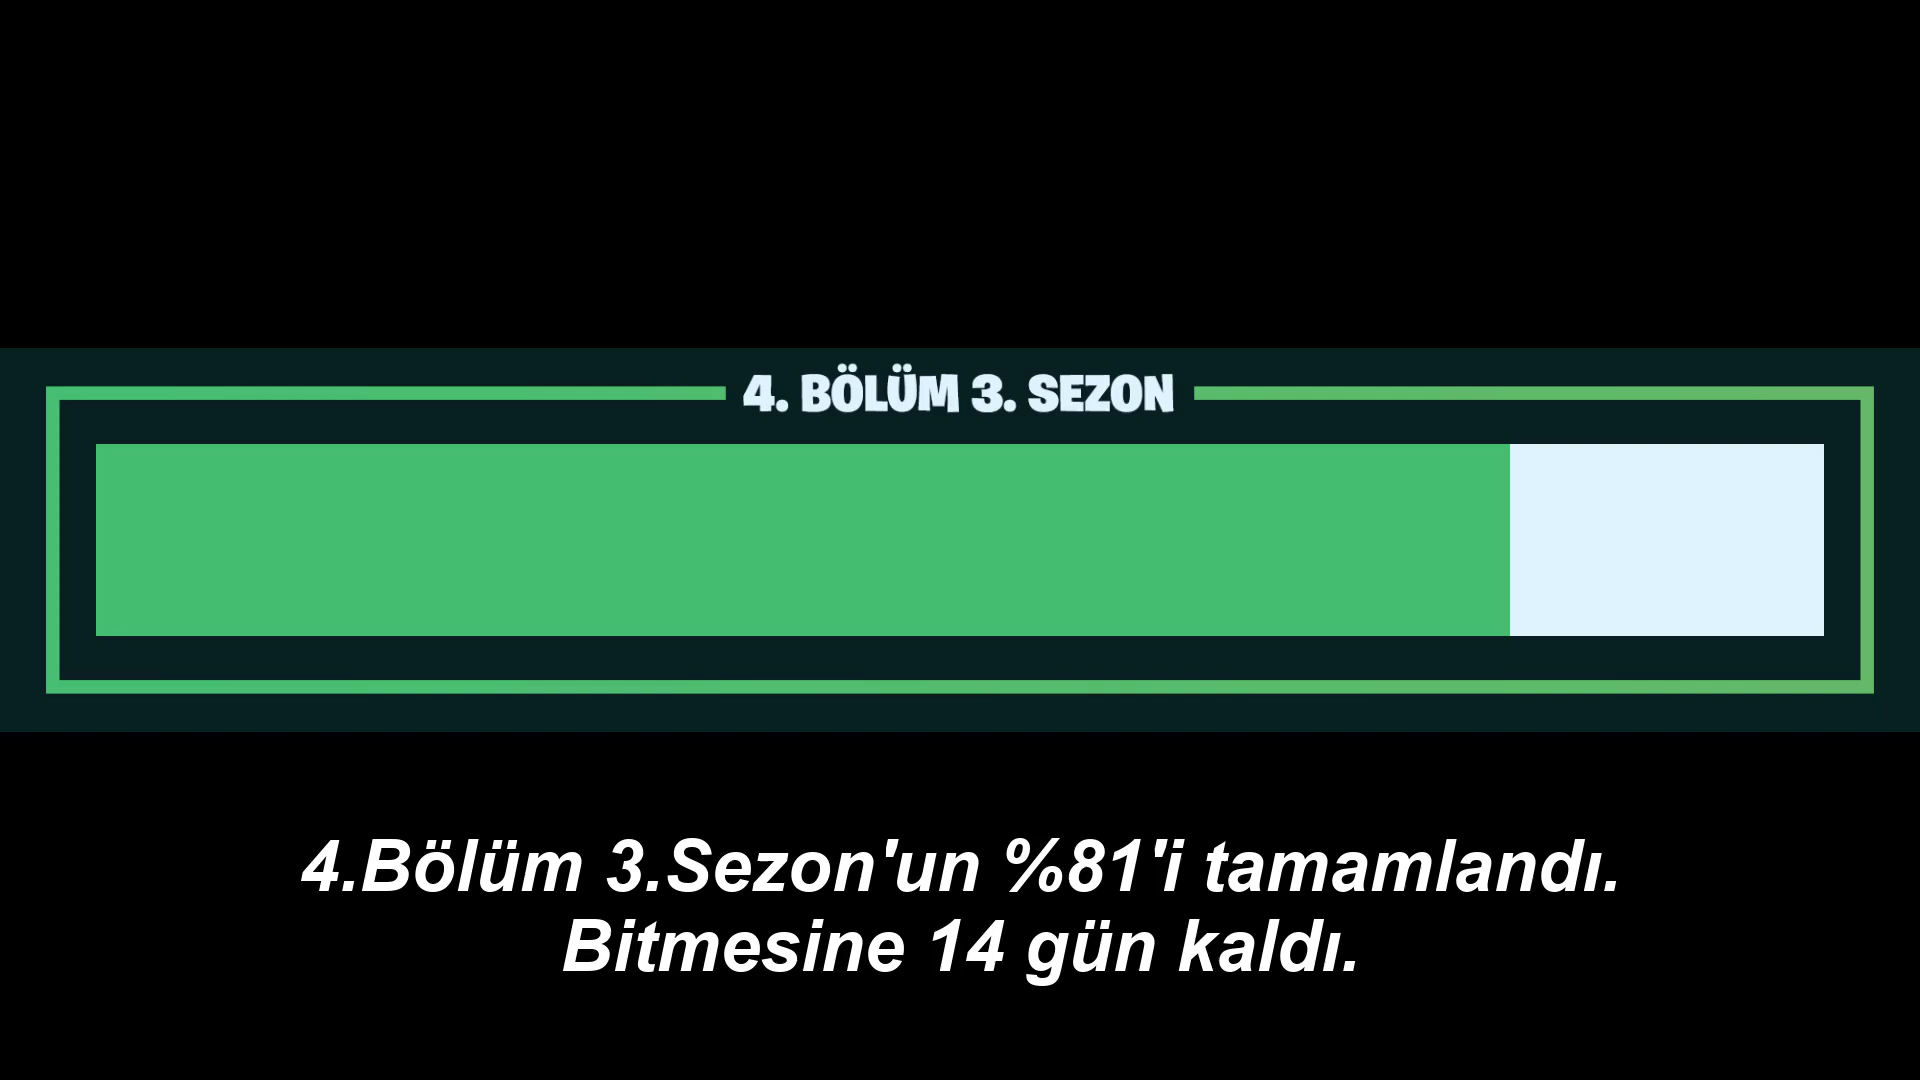 4. BÖLÜM 3. SEZON
4.Bölüm 3.Sezon'un %81'i tamamlandı.
Bitmesine 14 gün kaldı.